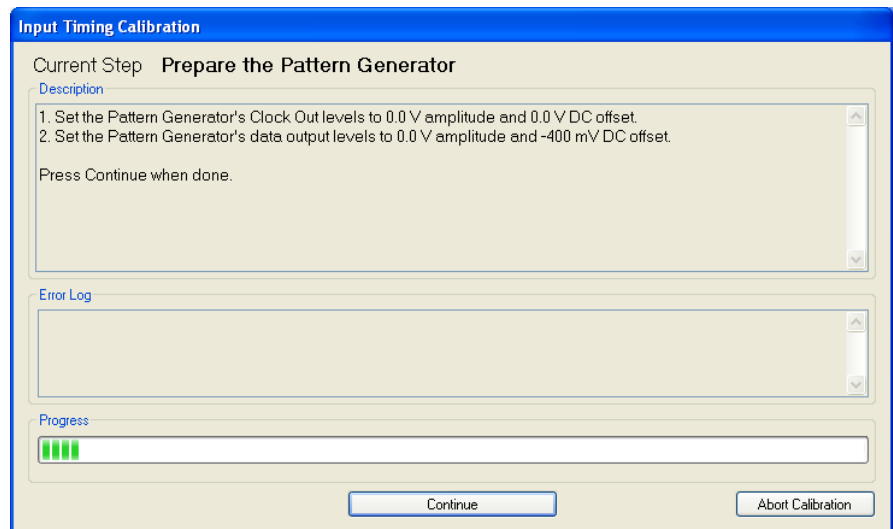 Input Timing Calibration
Current Step Prepare the Pattern Generator
Description
1. Set the Pattern Generator's Clock Out levels to 0.0 V amplitude and 0.0 V DC offset.
2. Set the Pattern Generator's data output levels to 0.0 V amplitude and -400 mV DC offset.
Press Continue when done.
Error Log
Progress
Continue
Abort Calibration